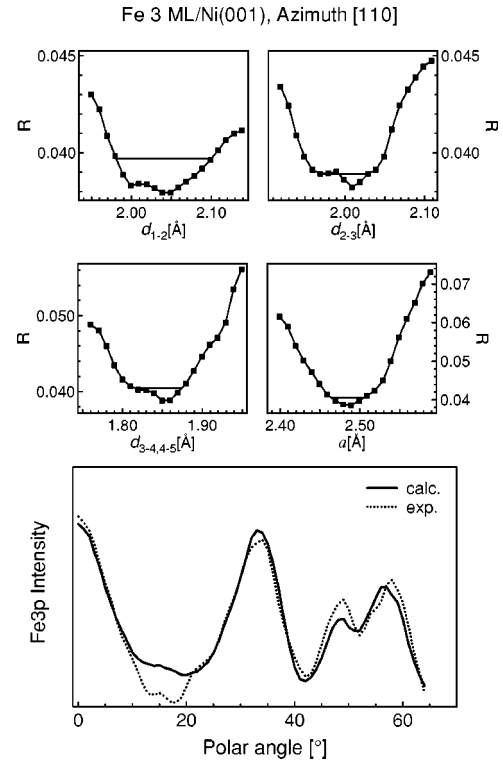 Fe 3 ML/Ni(001), Azimuth [110]
0.045
0.040
R
2.00 2.10
d1-2[Å]
0.045
0.040
R
2.00 2.10
d2-3[Å]
0.050
0.040
R
1.80 1.90
d3-4,4-5[Å]
0.07
0.06
0.05
0.04
R
2.40 2.50
a[Å]
calc.
exp.
Fe3p Intensity
0 20 40 60
Polar angle [°]